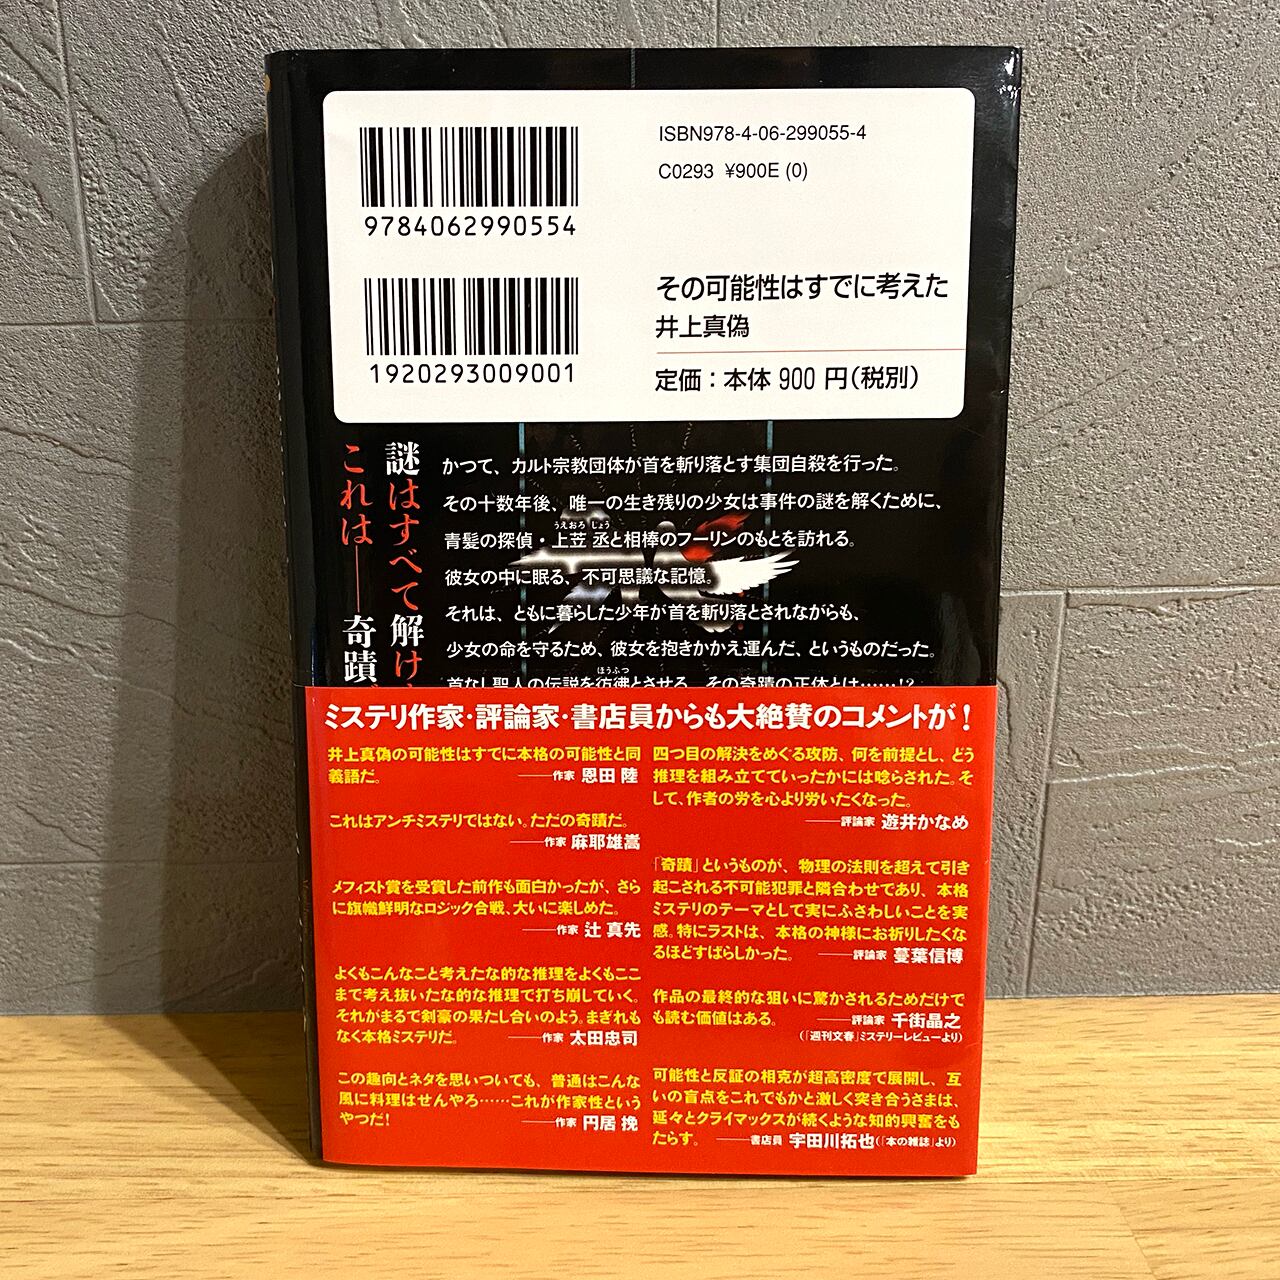 9784062990554
1920293009001
ISBN978-4-06-299055-4
C0293 ¥900E (0)
その可能性はすでに考えた
井上真偽
定価：本体 900 円(税別)
謎はすべて解け
これは――奇蹟
かつて、カルト宗教団体が首を斬り落とす集団自殺を行った。
その十数年後、唯一の生き残りの少女は事件の謎を解くために、
うえおろ じょう
青髪の探偵・上苙 丞と相棒のフーリンのもとを訪れる。
彼女の中に眠る、不可思議な記憶。
それは、ともに暮らした少年が首を斬り落とされながらも、
少女の命を守るため、彼女を抱きかかえ運んだ、というものだった。
ほうふつ
首なし聖人の伝説を彷彿とさせる、その奇蹟の正体とは……!?
ミステリ作家・評論家・書店員からも大絶賛のコメントが！
井上真偽の可能性はすでに本格の可能性と同
義語だ。 ――作家 恩田 陸
これはアンチミステリではない。ただの奇蹟だ。
――作家 麻耶雄嵩
メフィスト賞を受賞した前作も面白かったが、さら
に旗幟鮮明なロジック合戦、大いに楽しめた。
――作家 辻 真先
よくもこんなこと考えたな的な推理をよくもここ
まで考え抜いたな的な推理で打ち崩していく。
それがまるで剣豪の果たし合いのよう。まぎれも
なく本格ミステリだ。 ――作家 太田忠司
この趣向とネタを思いついても、普通はこんな
風に料理はせんやろ……これが作家性という
やつだ！ ――作家 円居 挽
四つ目の解決をめぐる攻防、何を前提とし、どう
推理を組み立てていったかには唸らされた。そ
して、作者の労を心より労いたくなった。
――評論家 遊井かなめ
「奇蹟」というものが、物理の法則を超えて引き
起こされる不可能犯罪と隣合わせであり、本格
ミステリのテーマとして実にふさわしいことを実
感。特にラストは、本格の神様にお祈りしたくな
るほどすばらしかった。 ――評論家 蔓葉信博
作品の最終的な狙いに驚かされるためだけで
も読む価値はある。 ――評論家 千街晶之
(「週刊文春」ミステリーレビューより)
可能性と反証の相克が超高密度で展開し、互
いの盲点をこれでもかと激しく突き合うさまは、
延々とクライマックスが続くような知的興奮をも
たらす。 ――書店員 宇田川拓也(「本の雑誌」より)